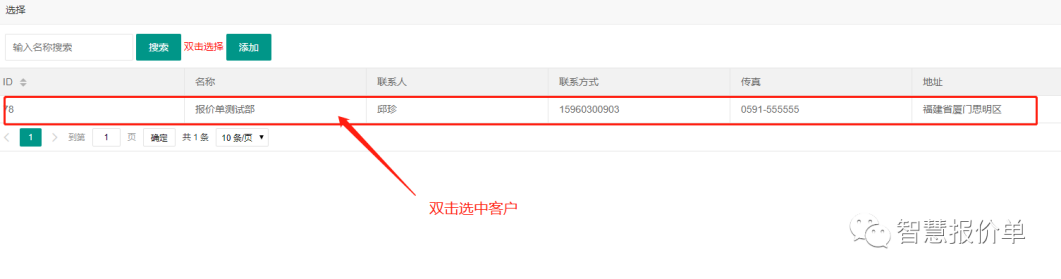 选择
输入名称搜索 搜索 双击选择 添加
ID 名称 联系人 联系方式 传真 地址
78 报价单测试部 邱珍 15960300903 0591-555555 福建省厦门思明区
1 到第 1 页 确定 共 1 条 10 条/页
双击选中客户
智慧报价单